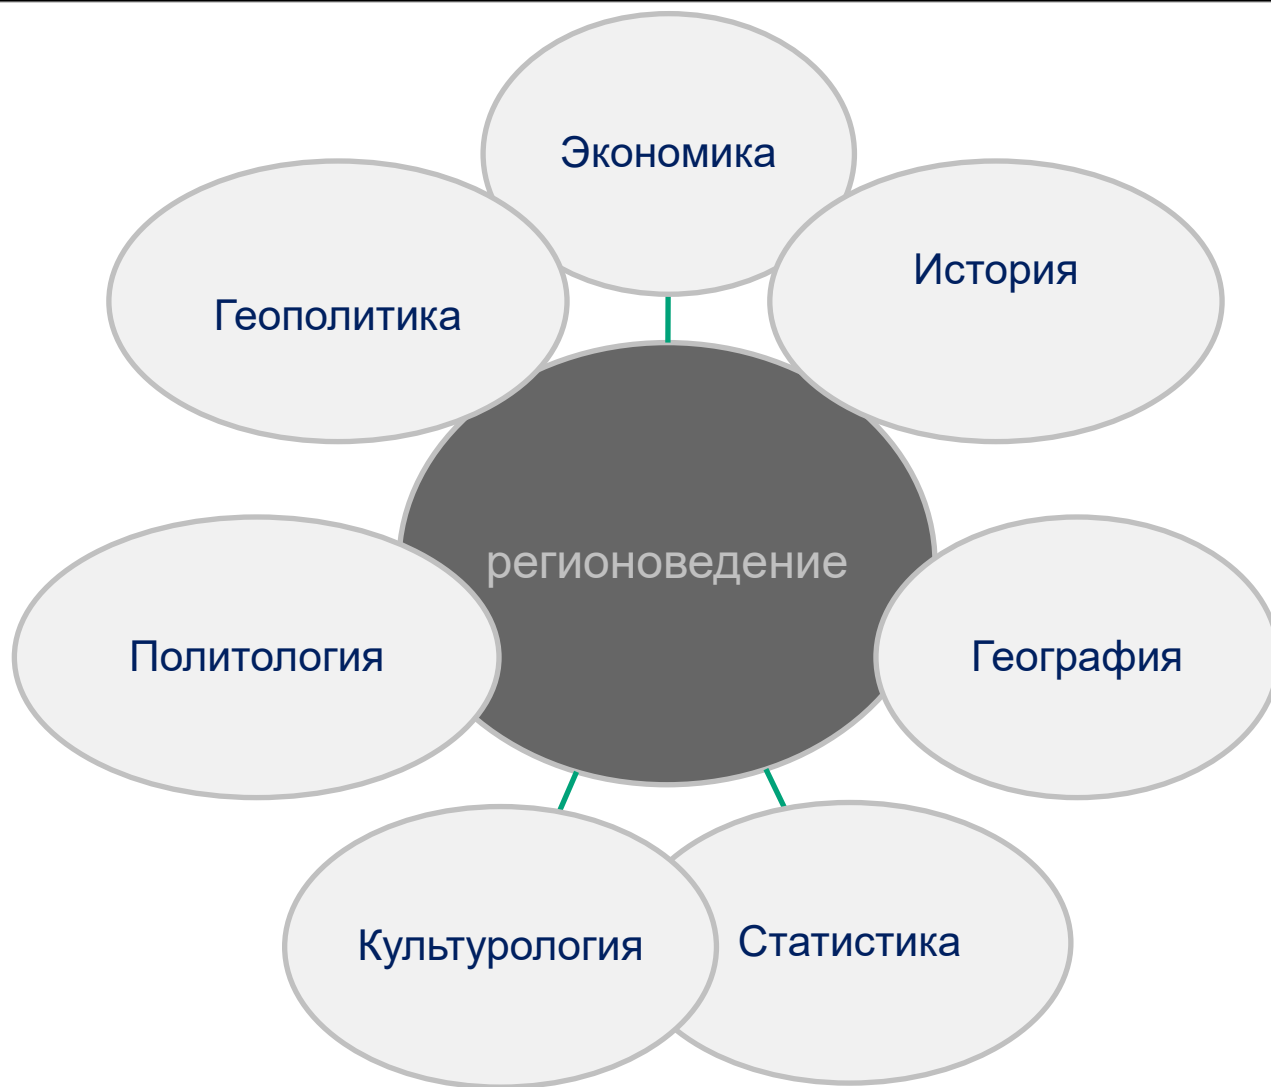 Экономика
История
Геополитика
регионоведение
Политология
География
Культурология
Статистика